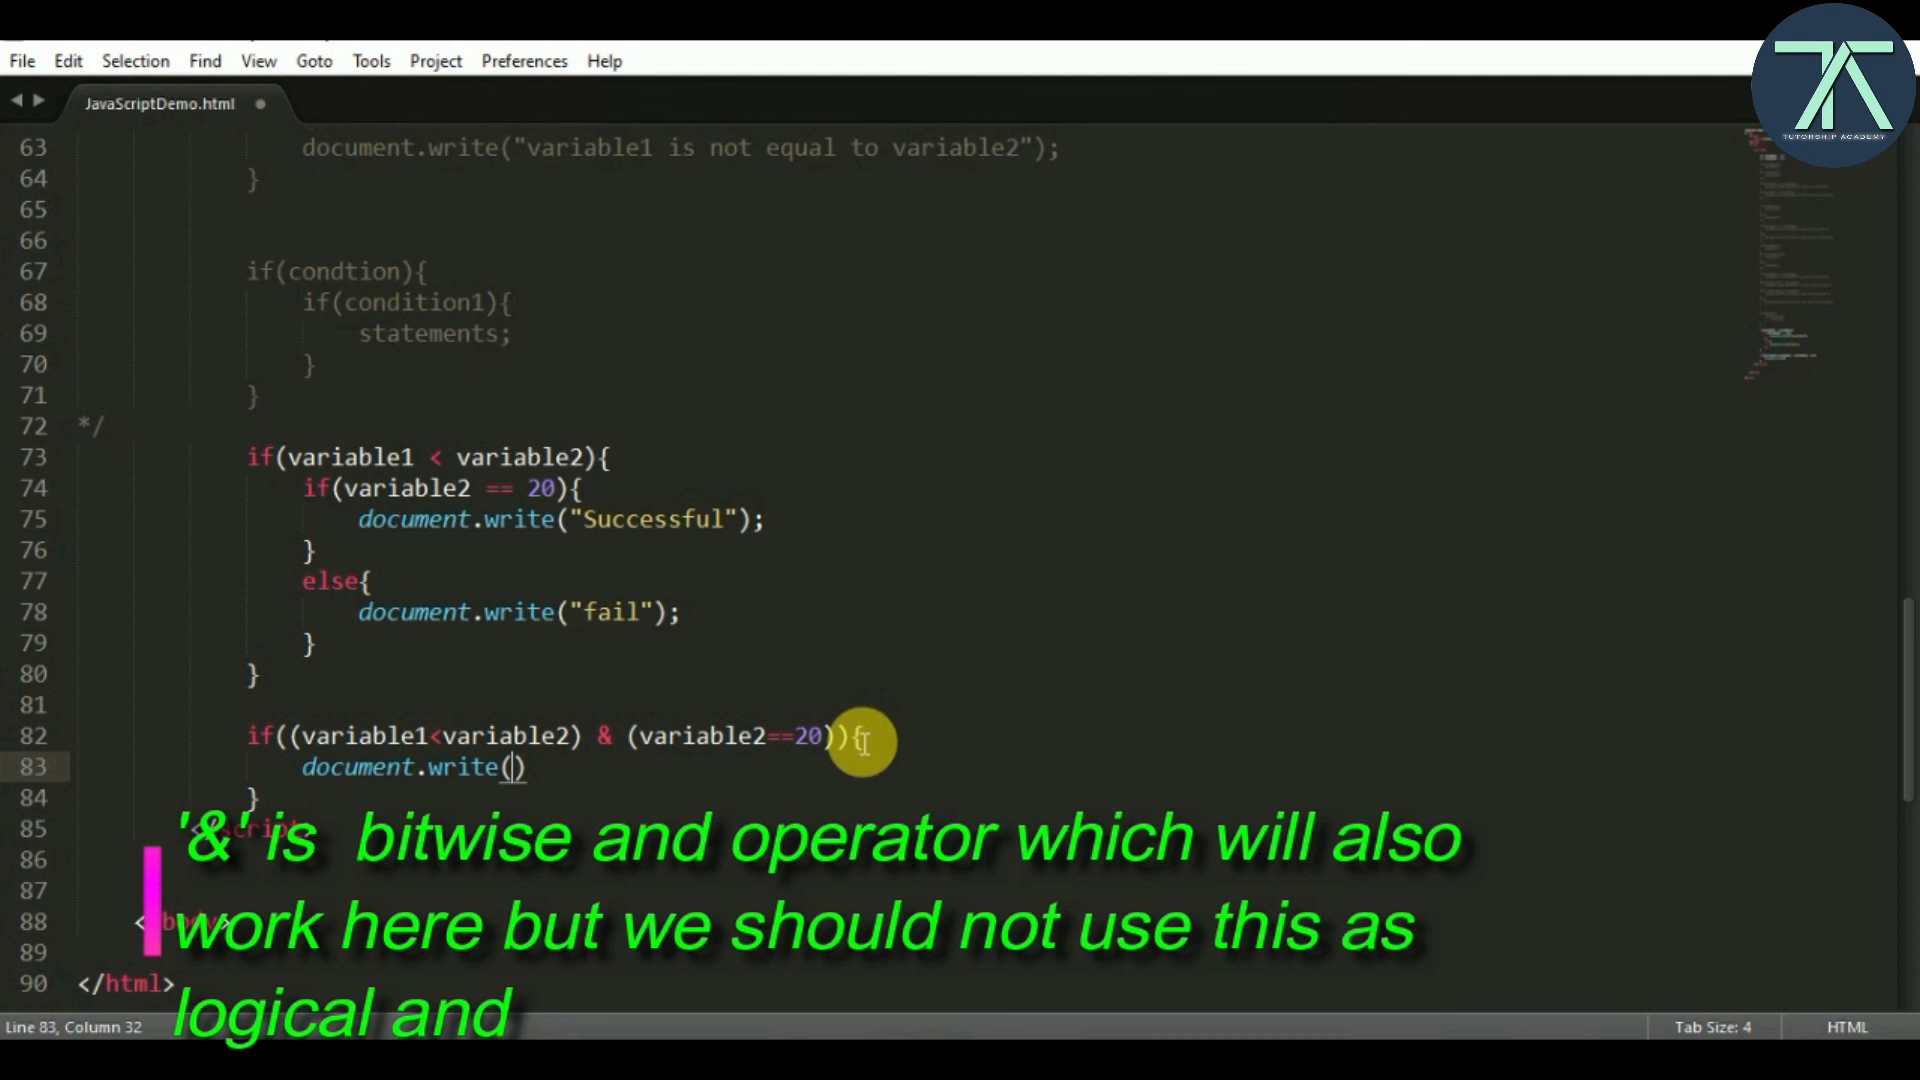 File Edit Selection Find View Goto Tools Project Preferences Help
TUTORSHIP ACADEMY
JavaScriptDemo.html
63 document.write("variable1 is not equal to variable2");
64 }
65
66
67 if(condtion){
68 if(condition1){
69 statements;
70 }
71 }
72 */
73 if(variable1 < variable2){
74 if(variable2 == 20){
75 document.write("Successful");
76 }
77 else{
78 document.write("fail");
79 }
80 }
81
82 if((variable1<variable2) & (variable2==20)){
83 document.write()
84 }
85 </script>
86
87
88 </body>
89
90 </html>
'&' is bitwise and operator which will also
work here but we should not use this as
logical and
Line 83, Column 32
Tab Size: 4
HTML